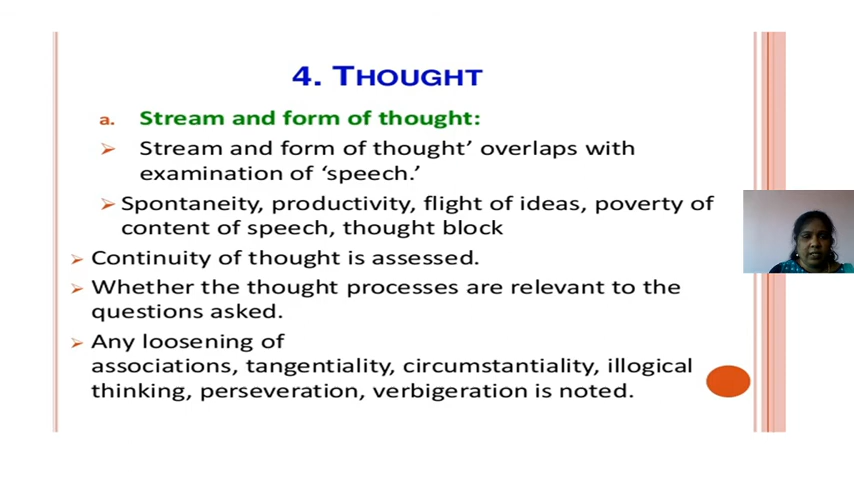 4. THOUGHT
a. Stream and form of thought:
Stream and form of thought’ overlaps with
examination of ‘speech.’
Spontaneity, productivity, flight of ideas, poverty of
content of speech, thought block
Continuity of thought is assessed.
Whether the thought processes are relevant to the
questions asked.
Any loosening of
associations, tangentiality, circumstantiality, illogical
thinking, perseveration, verbigeration is noted.